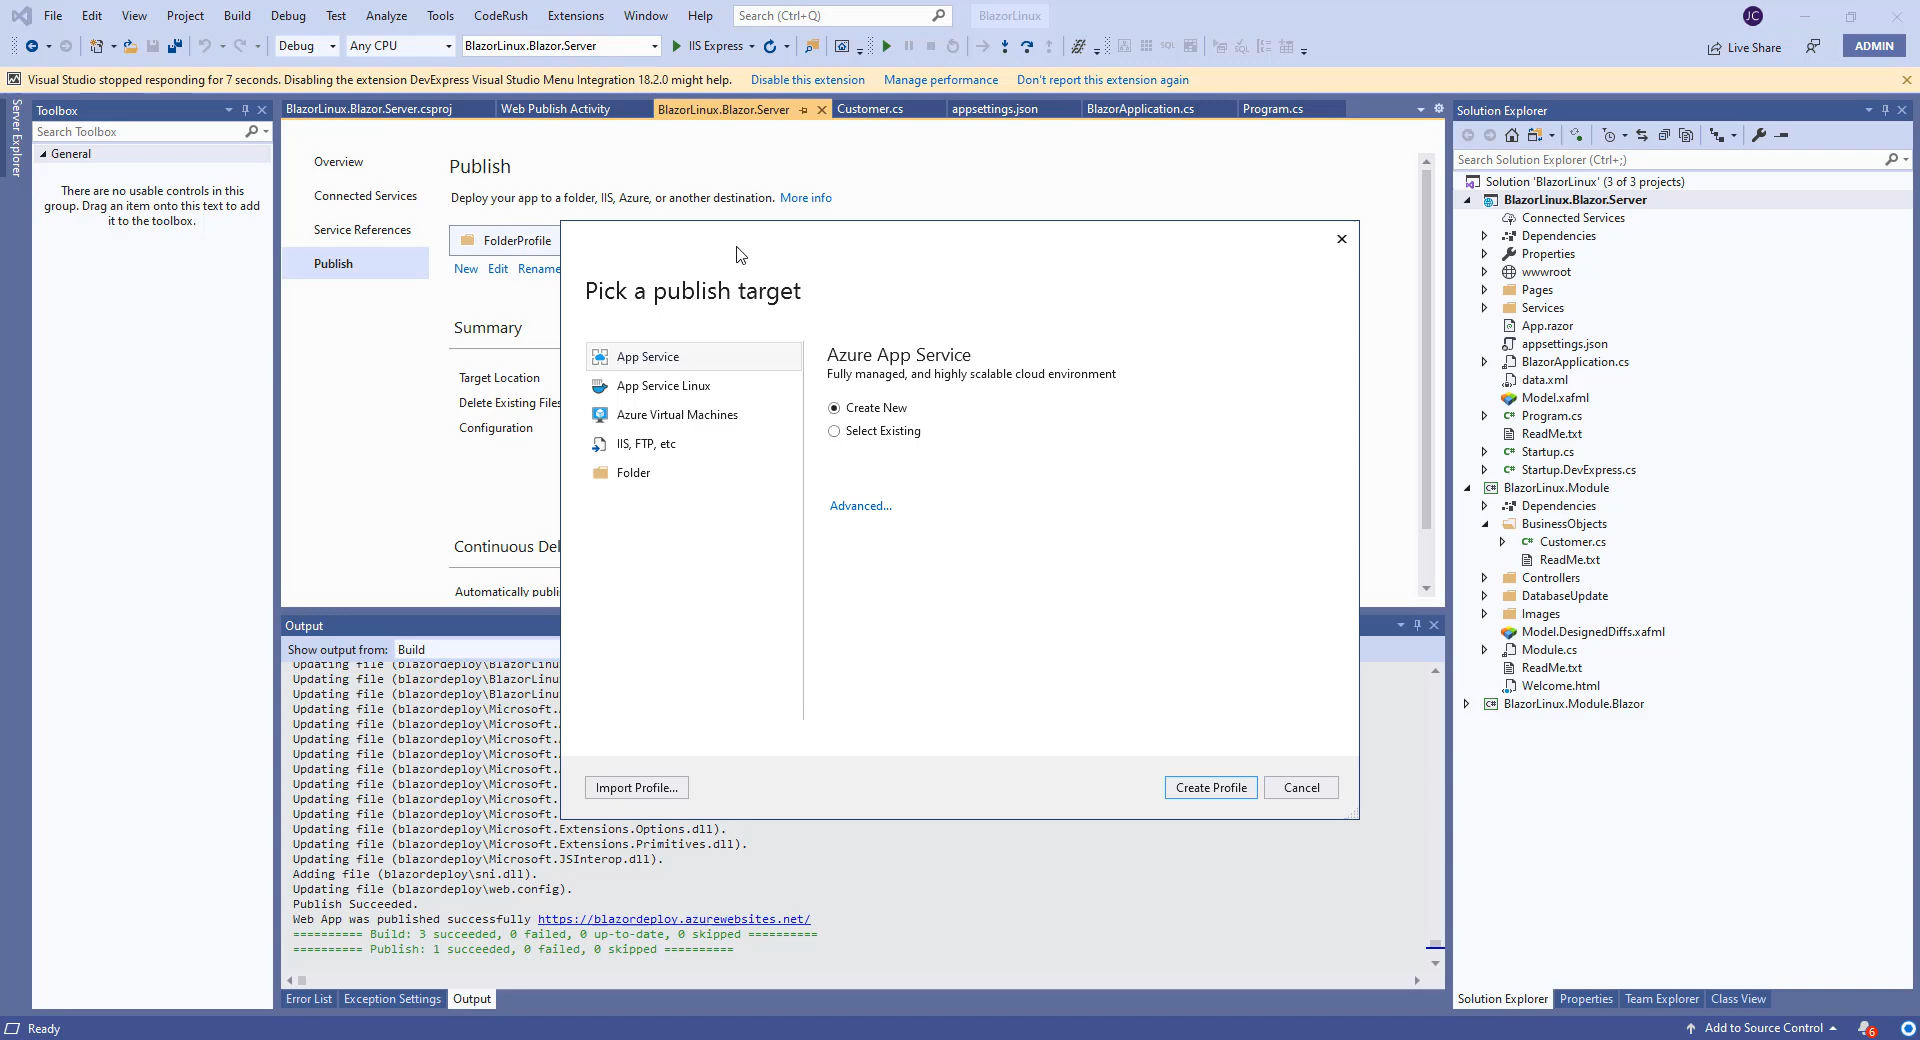 File Edit View Project Build Debug Test Analyze Tools CodeRush Extensions Window Help Search (Ctrl+Q) BlazorLinux JC
Debug Any CPU BlazorLinux.Blazor.Server IIS Express Live Share ADMIN
Visual Studio stopped responding for 7 seconds. Disabling the extension DevExpress Visual Studio Menu Integration 18.2.0 might help. Disable this extension Manage performance Don't report this extension again
Server Explorer
Toolbox
Search Toolbox
General
There are no usable controls in this
group. Drag an item onto this text to add
it to the toolbox.
BlazorLinux.Blazor.Server.csproj Web Publish Activity BlazorLinux.Blazor.Server Customer.cs appsettings.json BlazorApplication.cs Program.cs
Overview
Connected Services
Service References
Publish
Publish
Deploy your app to a folder, IIS, Azure, or another destination. More info
FolderProfile
New Edit Rename
Summary
Target Location
Delete Existing Files
Configuration
Continuous Del
Automatically publi
Pick a publish target
App Service
App Service Linux
Azure Virtual Machines
IIS, FTP, etc
Folder
Azure App Service
Fully managed, and highly scalable cloud environment
Create New
Select Existing
Advanced...
Import Profile... Create Profile Cancel
Output
Show output from: Build
Updating file (blazordeploy\BlazorLinu
Updating file (blazordeploy\BlazorLinu
Updating file (blazordeploy\BlazorLinu
Updating file (blazordeploy\Microsoft.
Updating file (blazordeploy\Microsoft.
Updating file (blazordeploy\Microsoft.
Updating file (blazordeploy\Microsoft.
Updating file (blazordeploy\Microsoft.
Updating file (blazordeploy\Microsoft.
Updating file (blazordeploy\Microsoft.
Updating file (blazordeploy\Microsoft.
Updating file (blazordeploy\Microsoft.Extensions.Options.dll).
Updating file (blazordeploy\Microsoft.Extensions.Primitives.dll).
Updating file (blazordeploy\Microsoft.JSInterop.dll).
Adding file (blazordeploy\sni.dll).
Updating file (blazordeploy\web.config).
Publish Succeeded.
Web App was published successfully https://blazordeploy.azurewebsites.net/
========== Build: 3 succeeded, 0 failed, 0 up-to-date, 0 skipped ==========
========== Publish: 1 succeeded, 0 failed, 0 skipped ==========
Error List Exception Settings Output
Solution Explorer
Search Solution Explorer (Ctrl+;)
Solution 'BlazorLinux' (3 of 3 projects)
BlazorLinux.Blazor.Server
Connected Services
Dependencies
Properties
wwwroot
Pages
Services
App.razor
appsettings.json
BlazorApplication.cs
data.xml
Model.xafml
C# Program.cs
ReadMe.txt
C# Startup.cs
C# Startup.DevExpress.cs
C# BlazorLinux.Module
Dependencies
BusinessObjects
C# Customer.cs
ReadMe.txt
Controllers
DatabaseUpdate
Images
Model.DesignedDiffs.xafml
Module.cs
ReadMe.txt
Welcome.html
C# BlazorLinux.Module.Blazor
Solution Explorer Properties Team Explorer Class View
Ready Add to Source Control 6